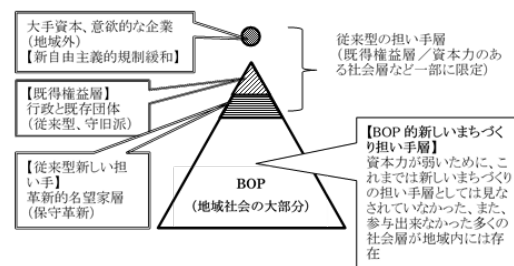 大手資本、意欲的な企業
(地域外)
【新自由主義的規制緩和】
従来型の担い手層
(既得権益層/資本力のあ
る社会層など一部に限定)
【既得権益層】
行政と既存団体
(従来型、守旧派)
【従来型新しい担
い手】
革新的名望家層
(保守革新)
BOP
(地域社会の大部分)
【BOP 的新しいまちづく
り担い手層】
資本力が弱いために、こ
れまでは新しいまちづくり
の担い手層としては見な
されていなかった、また、
参与出来なかった多くの
社会層が地域内には存
在